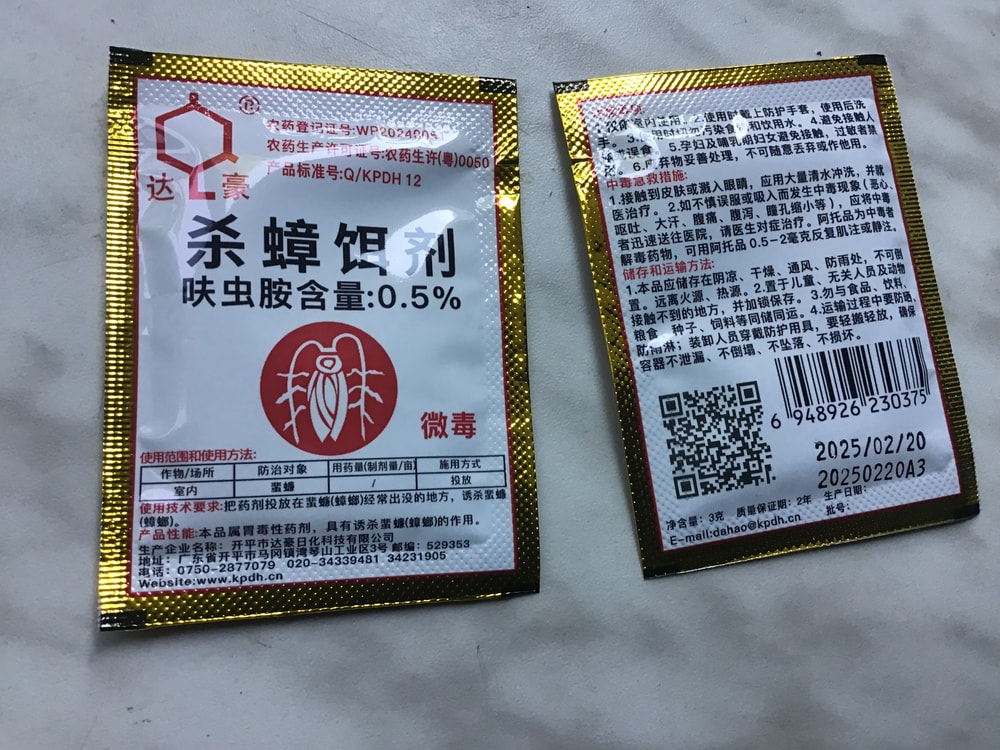 ®
达豪
农药登记证号:WP2024009
农药生产许可证号:农药生许(粤)0050
产品标准号:Q/KPDH 12
杀蟑饵剂
呋虫胺含量:0.5%
微毒
使用范围和使用方法:
作物/场所 防治对象 用药量(制剂量/亩) 施用方式
室内 蜚蠊 / 投放
使用技术要求:把药剂投放在蜚蠊(蟑螂)经常出没的地方，诱杀蜚蠊
(蟑螂)。
产品性能:本品属胃毒性药剂，具有诱杀蜚蠊(蟑螂)的作用。
生产企业名称：开平市达豪日化科技有限公司
地址：广东省开平市马冈镇湾琴山工业区3号 邮编：529353
电话：0750-2877079 020-34339481 34231905
Website:www.kpdh.cn
使用时戴上防护手套，使用后洗
手。污染食物和饮用水。4.避免接触人
误食。5.孕妇及哺乳期妇女避免接触，过敏者禁
6.废弃物妥善处理，不可随意丢弃或作他用。
中毒急救措施:
1.接触到皮肤或溅入眼睛，应用大量清水冲洗，并就
医治疗。2.如不慎误服或吸入而发生中毒现象(恶心、
呕吐、大汗、腹痛、腹泻、瞳孔缩小等)，应将中毒
者迅速送往医院，请医生对症治疗。阿托品为中毒者
解毒药物，可用阿托品0.5-2毫克反复肌注或静注。
储存和运输方法:
1.本品应储存在阴凉、干燥、通风、防雨处，不可倒
置。远离火源、热源。2.置于儿童、无关人员及动物
接触不到的地方，并加锁保存。3.勿与食品、饮料、
粮食、种子、饲料等同储同运。4.运输过程中要防晒、
防雨淋；装卸人员穿戴防护用具，要轻搬轻放，确保
容器不泄漏、不倒塌、不坠落、不损坏。
6 948926 230375
2025/02/20
20250220A3
生产日期：
净含量：3克 质量保证期：2年 批号：
E-mail:dahao@kpdh.cn